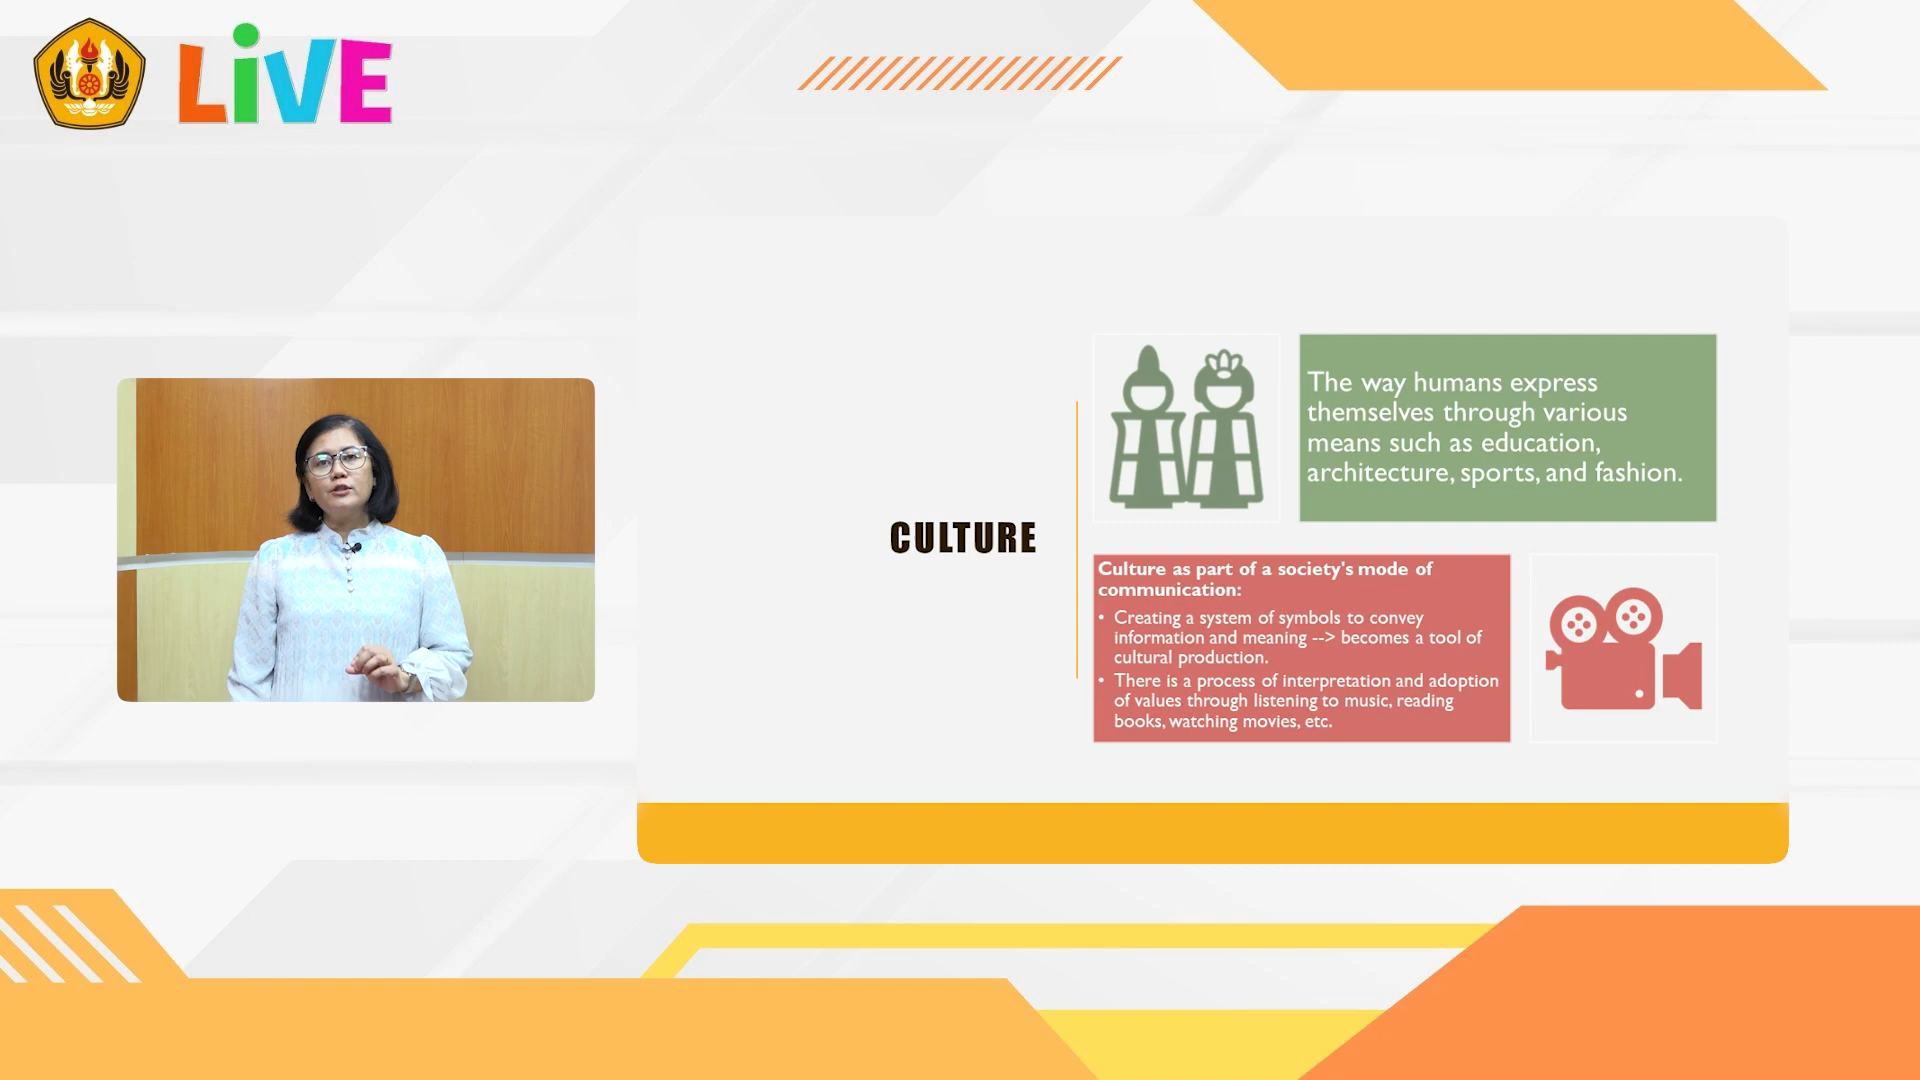 LiVE
CULTURE
The way humans express
themselves through various
means such as education,
architecture, sports, and fashion.
Culture as part of a society's mode of
communication:
• Creating a system of symbols to convey
information and meaning --> becomes a tool of
cultural production.
• There is a process of interpretation and adoption
of values through listening to music, reading
books, watching movies, etc.